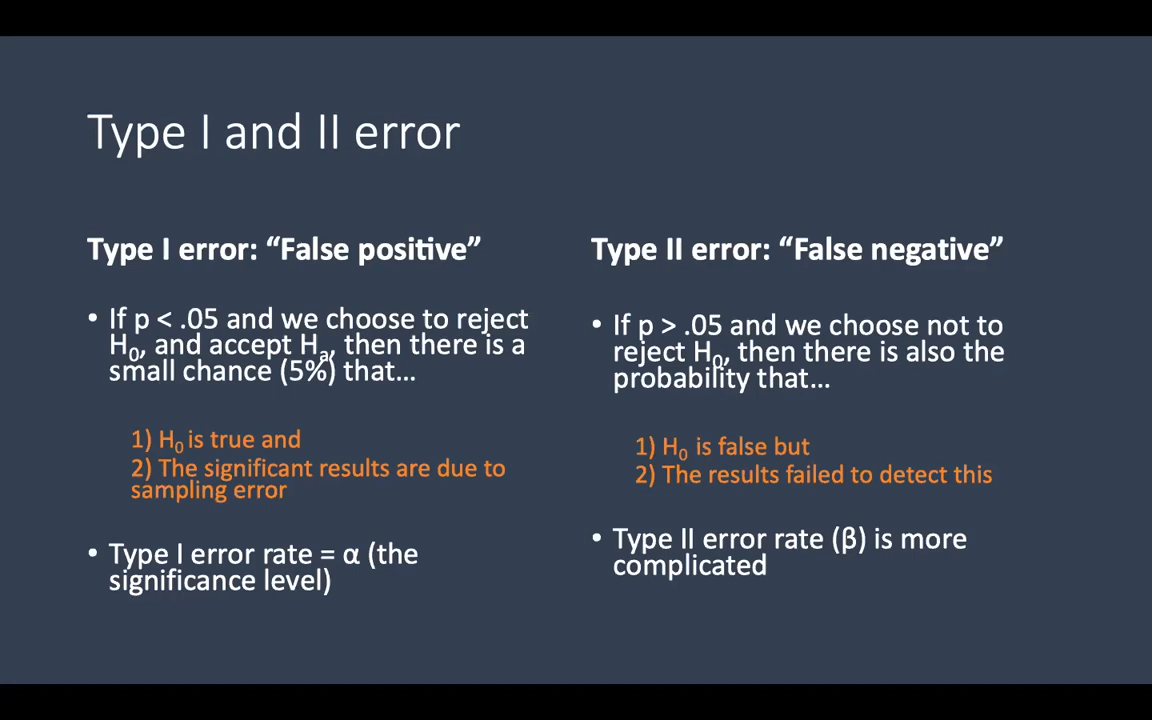 Type I and II error
Type I error: “False positive”
• If p < .05 and we choose to reject
H₀, and accept Hₐ, then there is a
small chance (5%) that...
1) H₀ is true and
2) The significant results are due to
sampling error
• Type I error rate = α (the
significance level)
Type II error: “False negative”
• If p > .05 and we choose not to
reject H₀, then there is also the
probability that...
1) H₀ is false but
2) The results failed to detect this
• Type II error rate (β) is more
complicated